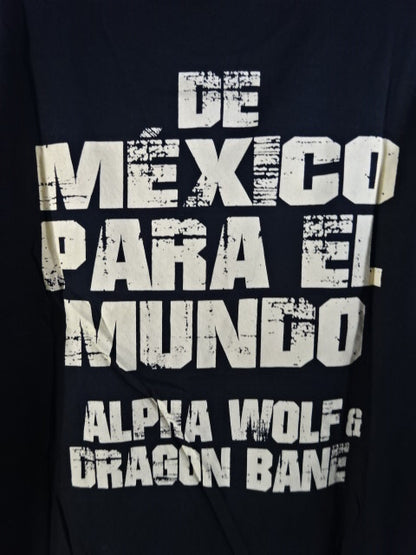 DE
MÉXICO
PARA EL
MUNDO
ALPHA WOLF &
DRAGON BANE